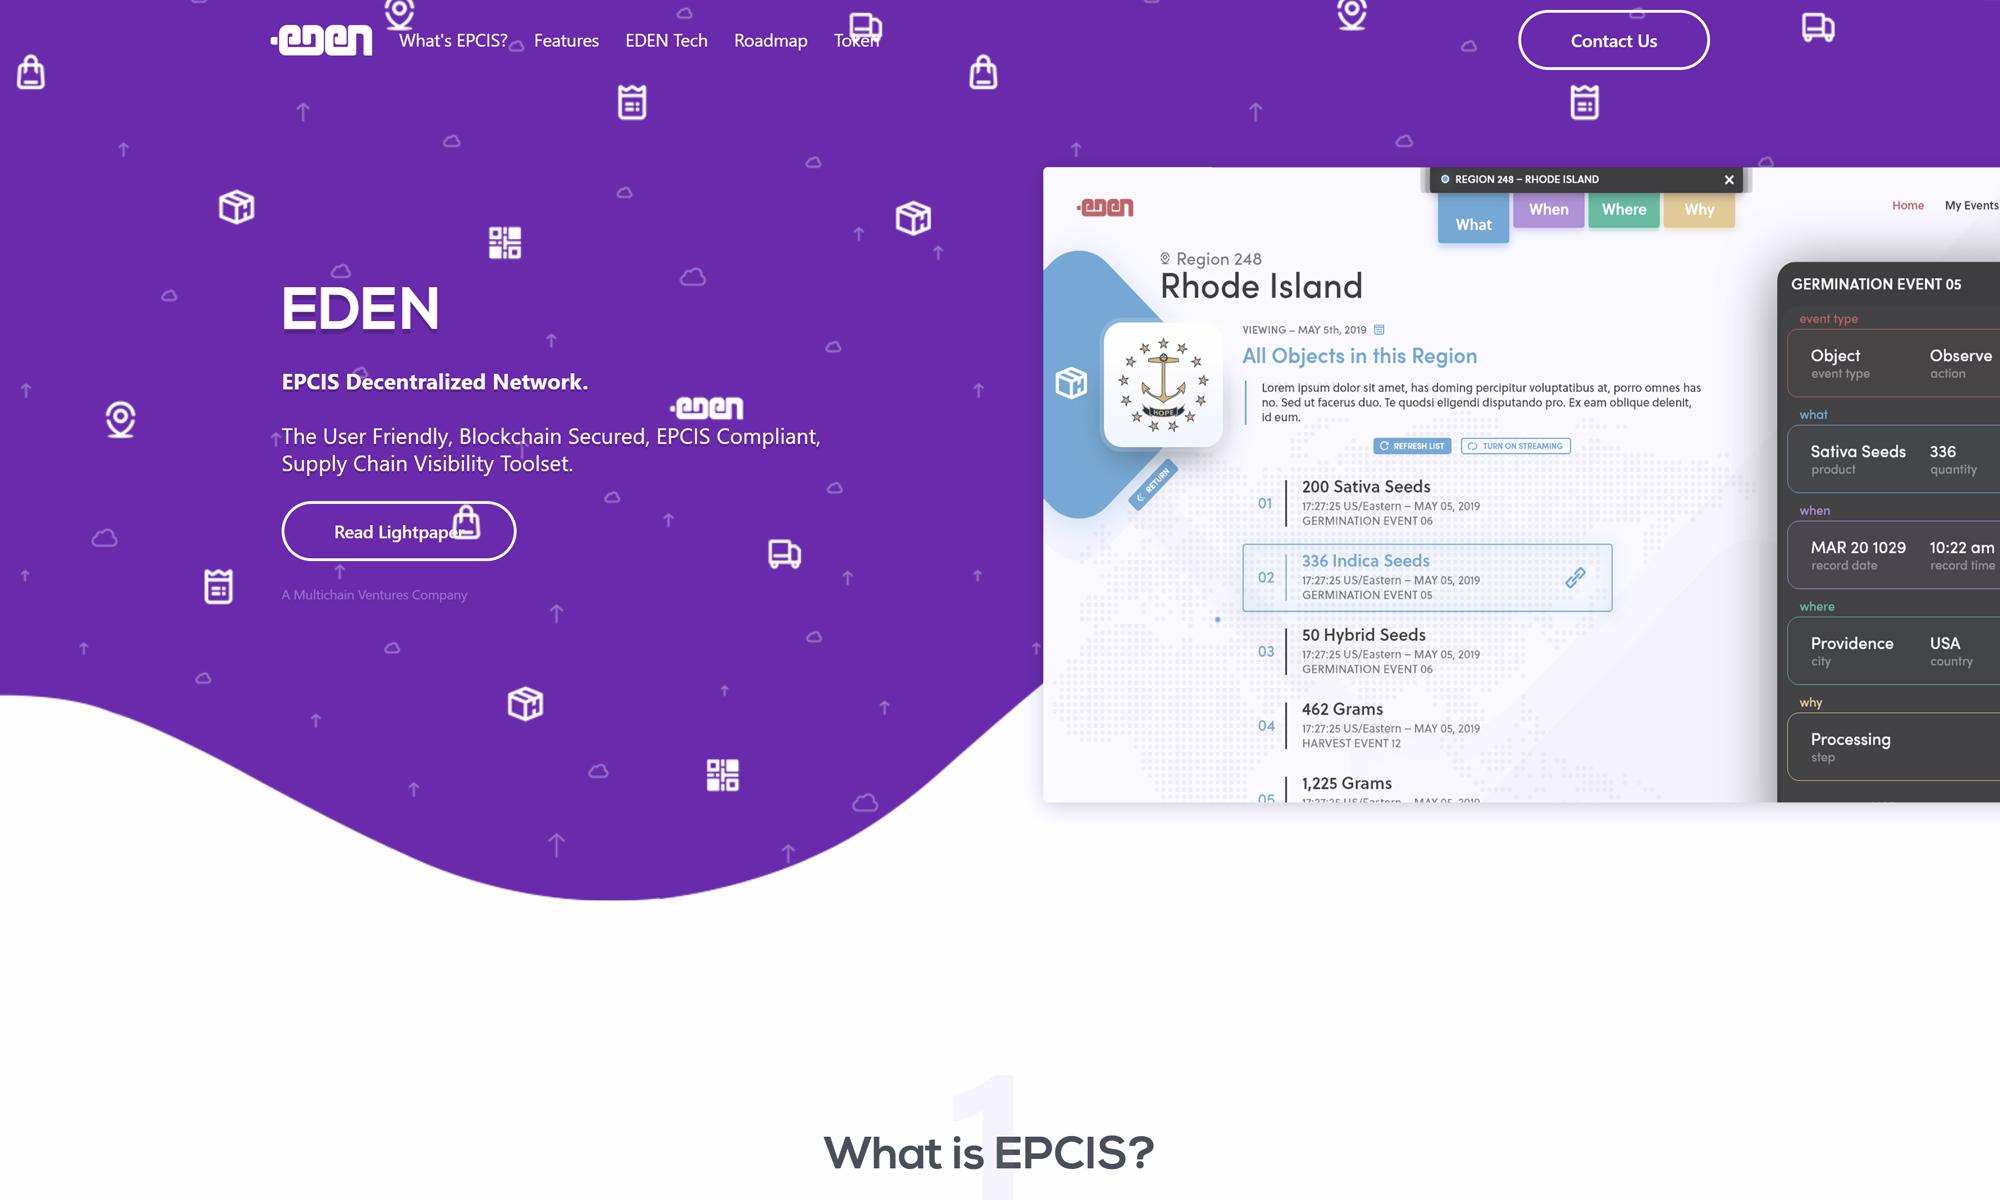 eden
What's EPCIS?
Features
EDEN Tech
Roadmap
Token
Contact Us
EDEN
EPCIS Decentralized Network.
eden
The User Friendly, Blockchain Secured, EPCIS Compliant,
Supply Chain Visibility Toolset.
Read Lightpaper
A Multichain Ventures Company
REGION 248 – RHODE ISLAND
eden
What
When
Where
Why
Home
My Events
Region 248
Rhode Island
HOPE
VIEWING – MAY 5th, 2019
All Objects in this Region
Lorem ipsum dolor sit amet, has doming percipitur voluptatibus at, porro omnes has
no. Sed ut facerus duo. Te quodsi eligendi disputando pro. Ex eam oblique delenit,
id eum.
REFRESH LIST
TURN ON STREAMING
RETURN
01
200 Sativa Seeds
17:27:25 US/Eastern – MAY 05, 2019
GERMINATION EVENT 06
02
336 Indica Seeds
17:27:25 US/Eastern – MAY 05, 2019
GERMINATION EVENT 05
03
50 Hybrid Seeds
17:27:25 US/Eastern – MAY 05, 2019
GERMINATION EVENT 06
04
462 Grams
17:27:25 US/Eastern – MAY 05, 2019
HARVEST EVENT 12
05
1,225 Grams
17:27:25 US/Eastern – MAY 05, 2019
GERMINATION EVENT 05
event type
Object
Observe
event type
action
what
Sativa Seeds
336
product
quantity
when
MAR 20 1029
10:22 am
record date
record time
where
Providence
USA
city
country
why
Processing
step
1
What is EPCIS?